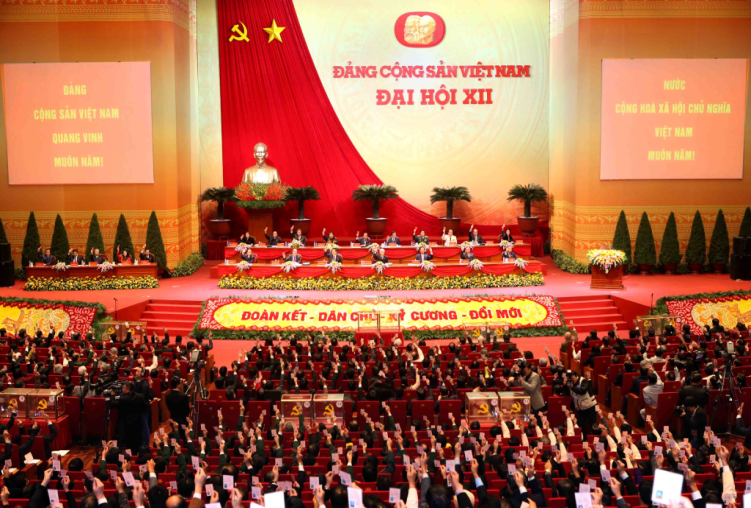 ĐẢNG CỘNG SẢN VIỆT NAM
ĐẠI HỘI XII
ĐẢNG
CỘNG SẢN VIỆT NAM
QUANG VINH
MUÔN NĂM!
NƯỚC
CỘNG HOÀ XÃ HỘI CHỦ NGHĨA
VIỆT NAM
MUÔN NĂM!
ĐOÀN KẾT - DÂN CHỦ - KỶ CƯƠNG - ĐỔI MỚI